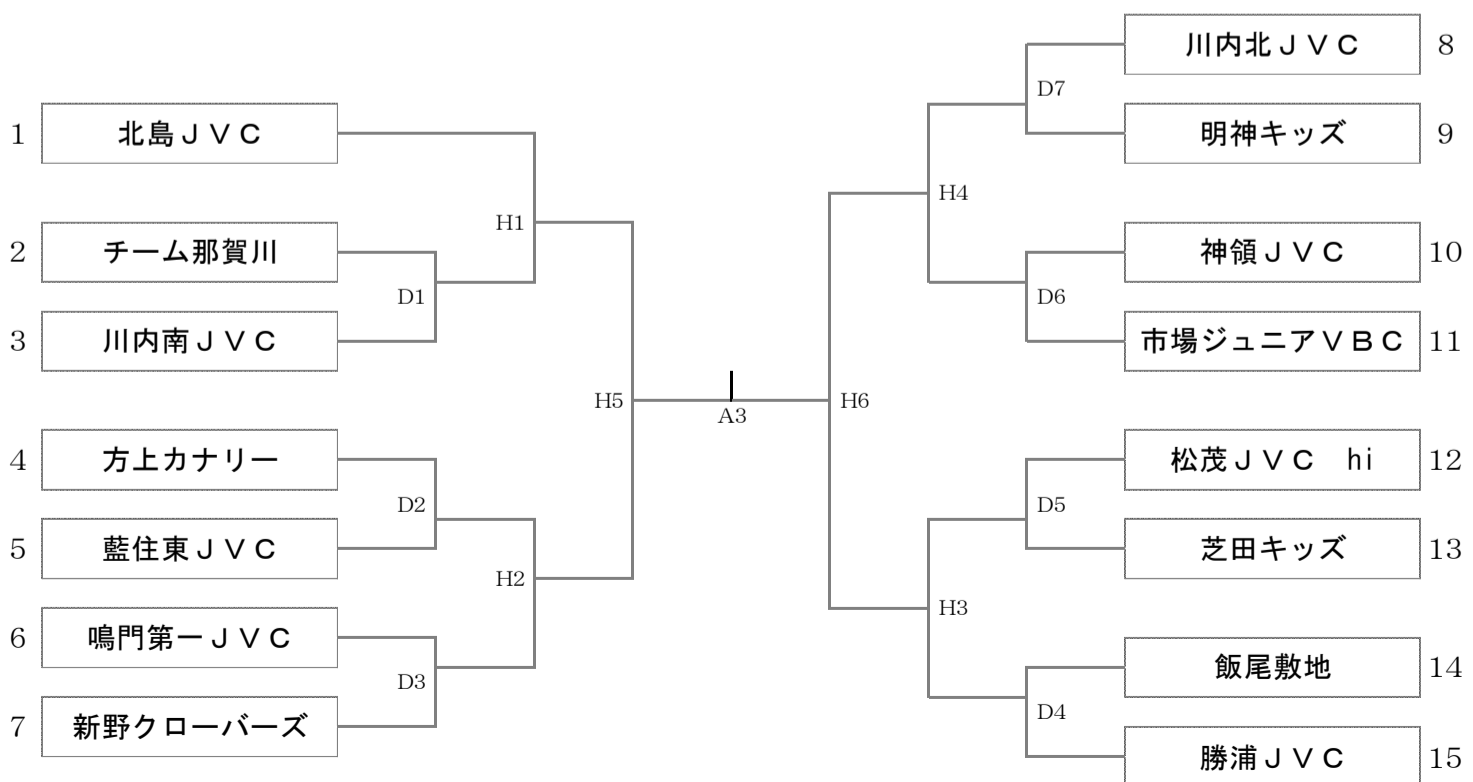 1 北島ＪＶＣ
2 チーム那賀川
3 川内南ＪＶＣ
4 方上カナリー
5 藍住東ＪＶＣ
6 鳴門第一ＪＶＣ
7 新野クローバーズ
H1
D1
H5
D2
H2
D3
A3
川内北ＪＶＣ 8
D7
明神キッズ 9
H4
神領ＪＶＣ 10
D6
市場ジュニアＶＢＣ 11
H6
松茂ＪＶＣ　hi 12
D5
芝田キッズ 13
H3
飯尾敷地 14
D4
勝浦ＪＶＣ 15